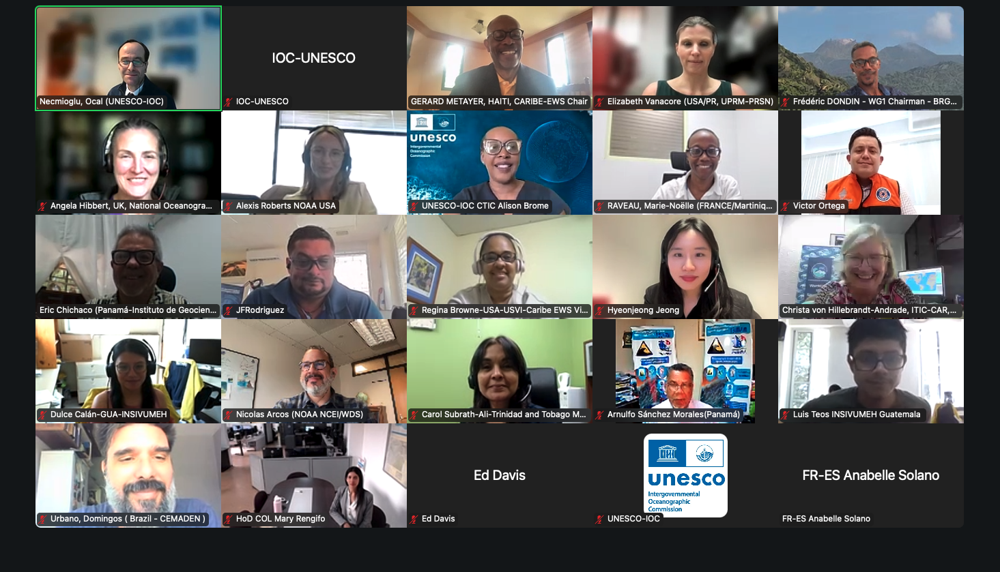 Necmioglu, Ocal (UNESCO-IOC)
IOC-UNESCO
IOC-UNESCO
GERARD METAYER, HAITI, CARIBE-EWS Chair
Elizabeth Vanacore (USA/PR, UPRM-PRSN)
Frédéric DONDIN - WG1 Chairman - BRG...
Angela Hibbert, UK, National Oceanogra...
Alexis Roberts NOAA USA
unesco
Intergovernmental
Oceanographic
Commission
UNESCO-IOC CTIC Alison Brome
RAVEAU, Marie-Noëlle (FRANCE/Martiniq...
Victor Ortega
Eric Chichaco (Panamá-Instituto de Geocien...
JFRodriguez
Regina Browne-USA-USVI-Caribe EWS Vi...
Hyeonjeong Jeong
Christa von Hillebrandt-Andrade, ITIC-CAR,...
Dulce Calán-GUA-INSIVUMEH
Nicolas Arcos (NOAA NCEI/WDS)
Carol Subrath-Ali-Trinidad and Tobago M...
Arnulfo Sánchez Morales(Panamá)
Luis Teos INSIVUMEH Guatemala
Urbano, Domingos ( Brazil - CEMADEN )
HoD COL Mary Rengifo
Ed Davis
Ed Davis
unesco
Intergovernmental
Oceanographic
Commission
UNESCO-IOC
FR-ES Anabelle Solano
FR-ES Anabelle Solano